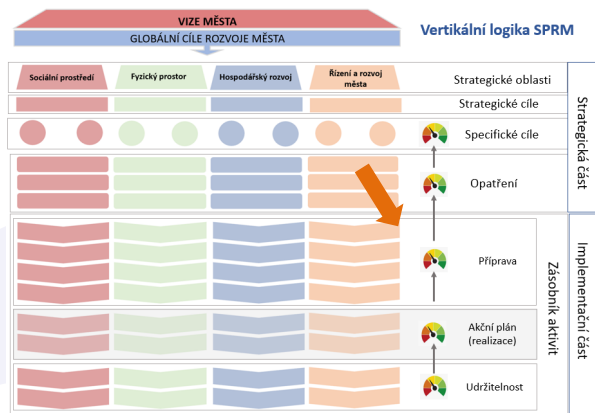 VIZE MĚSTA
GLOBÁLNÍ CÍLE ROZVOJE MĚSTA
Vertikální logika SPRM
Sociální prostředí
Fyzický prostor
Hospodářský rozvoj
Řízení a rozvoj
města
Strategické oblasti
Strategické cíle
Specifické cíle
Opatření
Strategická část
Příprava
Akční plán
(realizace)
Udržitelnost
Zásobník aktivit
Implementační část